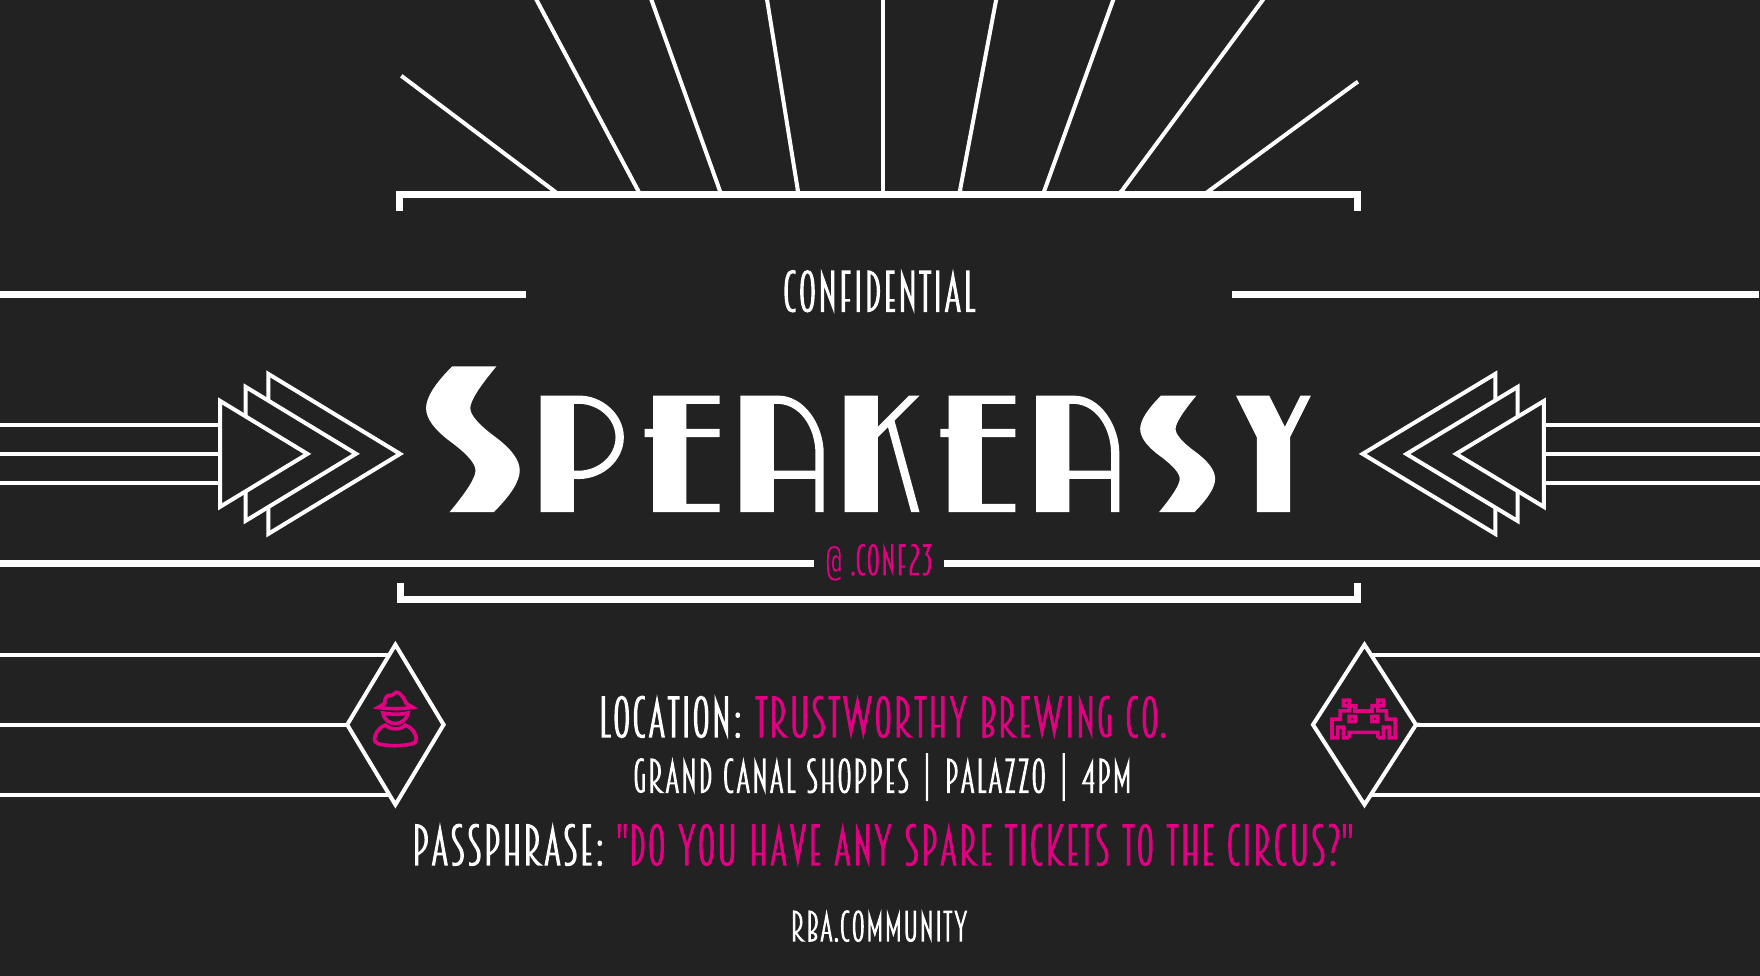 CONFIDENTIAL
SPEAKEASY
@ .CONF23
LOCATION: TRUSTWORTHY BREWING CO.
GRAND CANAL SHOPPES | PALAZZO | 4PM
PASSPHRASE: "DO YOU HAVE ANY SPARE TICKETS TO THE CIRCUS?"
RBA.COMMUNITY